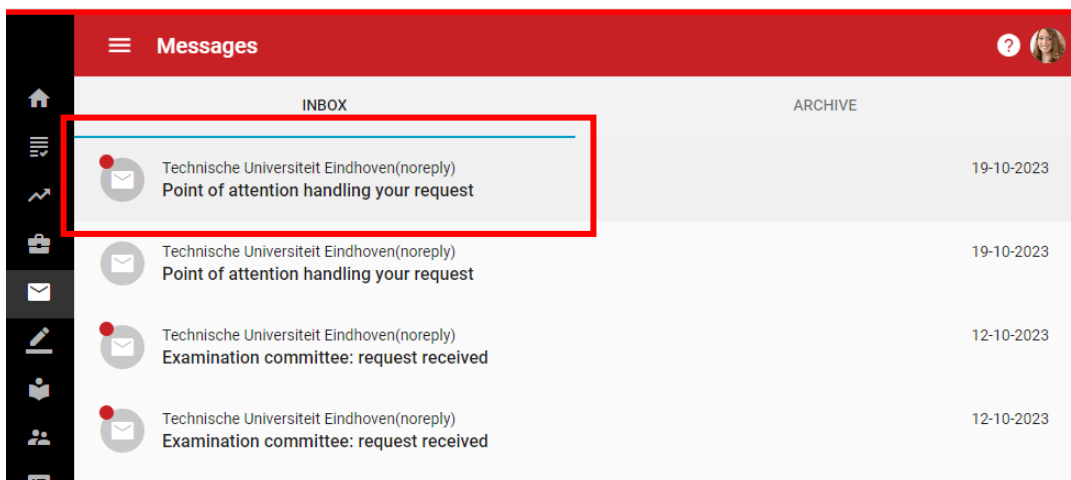 Messages
?
INBOX
ARCHIVE
Technische Universiteit Eindhoven(noreply)
19-10-2023
Point of attention handling your request
Technische Universiteit Eindhoven(noreply)
19-10-2023
Point of attention handling your request
Technische Universiteit Eindhoven(noreply)
12-10-2023
Examination committee: request received
Technische Universiteit Eindhoven(noreply)
12-10-2023
Examination committee: request received